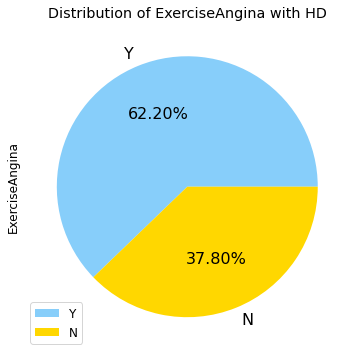 Distribution of ExerciseAngina with HD
Y
62.20%
ExerciseAngina
37.80%
N
Y
N